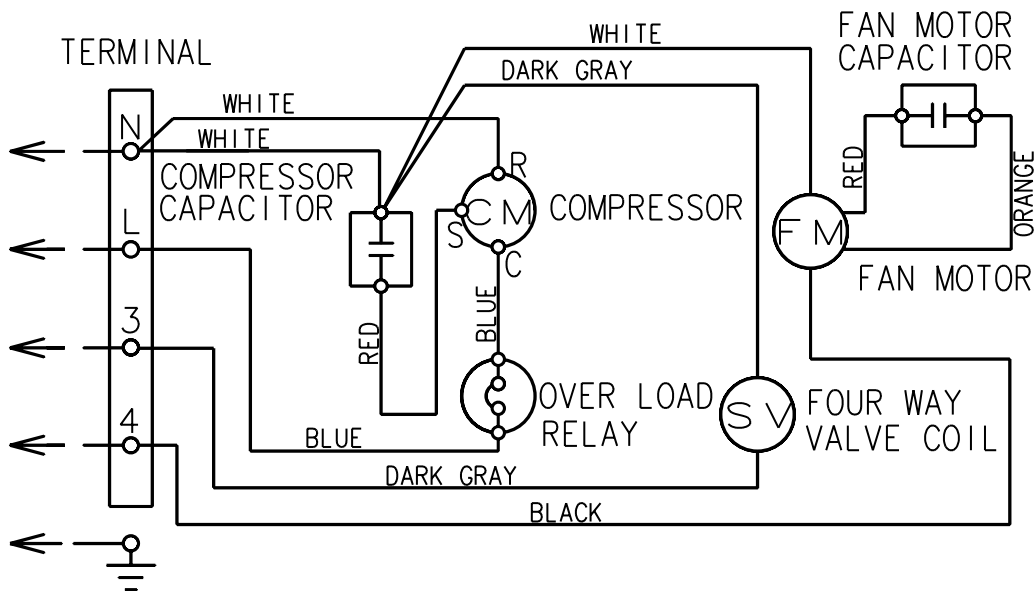 FAN MOTOR
CAPACITOR
WHITE
TERMINAL
DARK GRAY
WHITE
N
WHITE
COMPRESSOR
CAPACITOR
R
CM
COMPRESSOR
S
C
RED
ORANGE
FM
FAN MOTOR
L
3
RED
BLUE
OVER LOAD
RELAY
SV
FOUR WAY
VALVE COIL
4
BLUE
DARK GRAY
BLACK